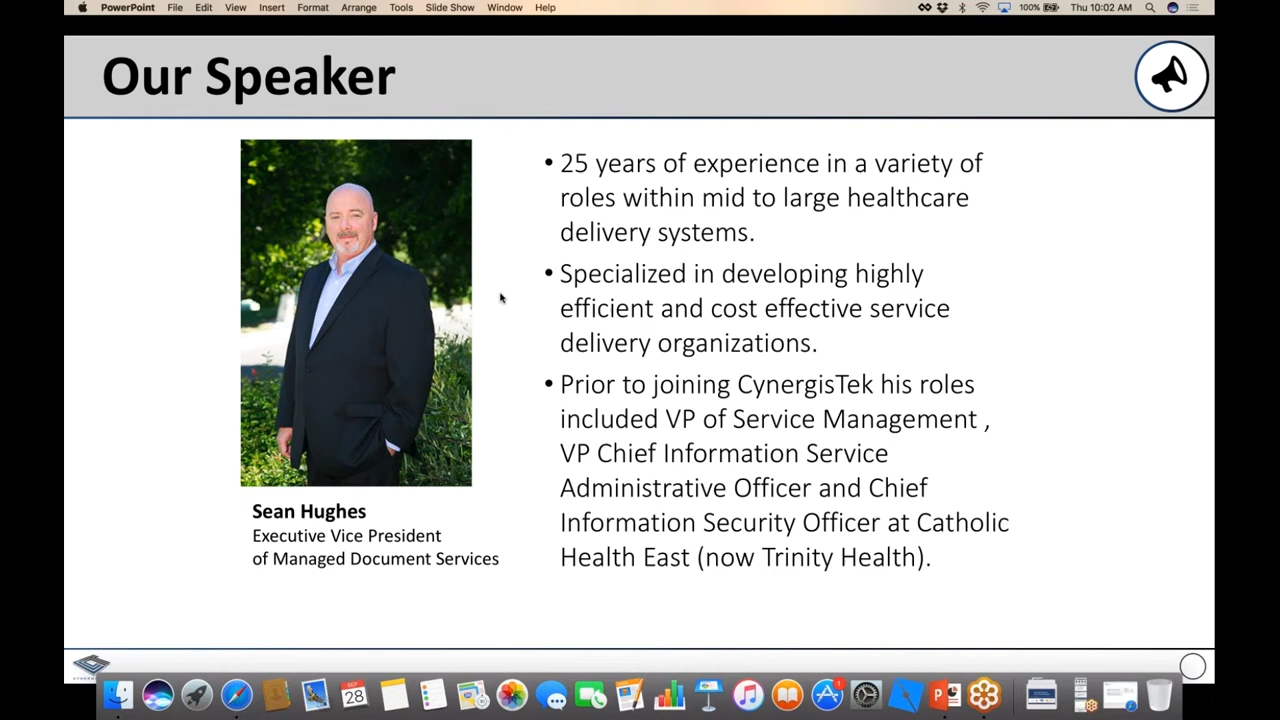 PowerPoint File Edit View Insert Format Arrange Tools Slide Show Window Help 100% Thu 10:02 AM
Our Speaker
• 25 years of experience in a variety of
roles within mid to large healthcare
delivery systems.
• Specialized in developing highly
efficient and cost effective service
delivery organizations.
• Prior to joining CynergisTek his roles
included VP of Service Management ,
VP Chief Information Service
Administrative Officer and Chief
Information Security Officer at Catholic
Health East (now Trinity Health).
Sean Hughes
Executive Vice President
of Managed Document Services
SEP
28
1